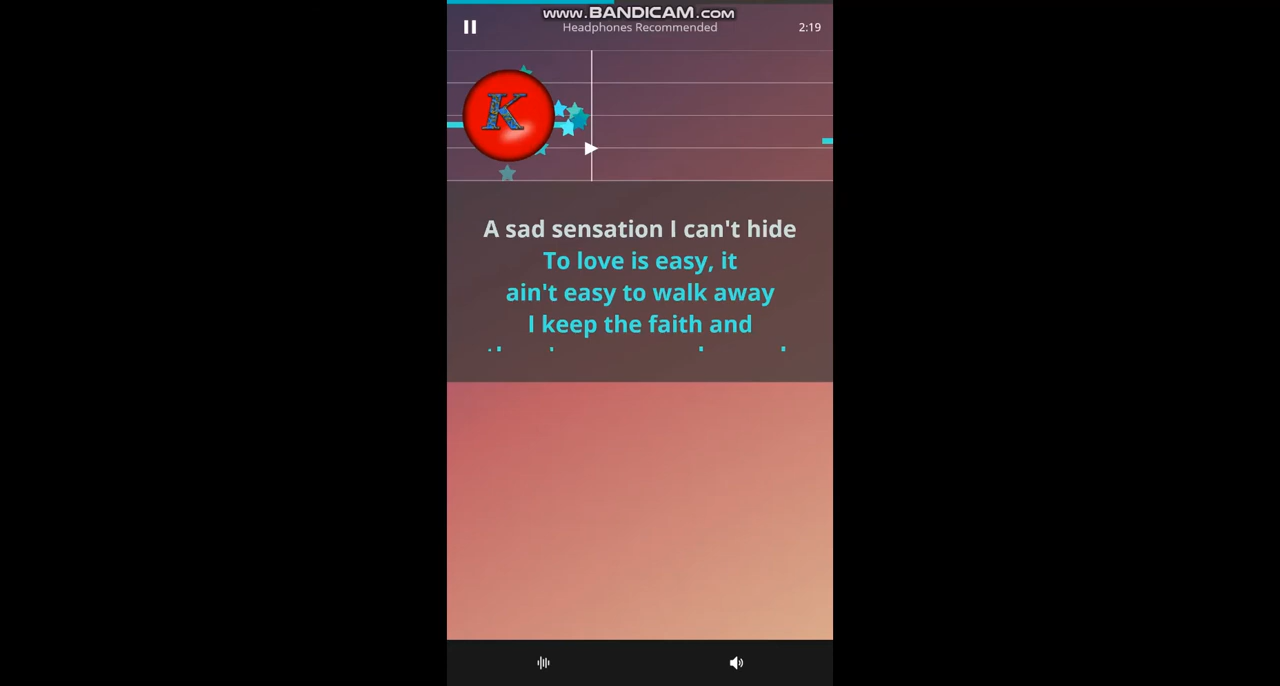 www.BANDICAM.com
Headphones Recommended
2:19
K
A sad sensation I can't hide
To love is easy, it
ain't easy to walk away
I keep the faith and